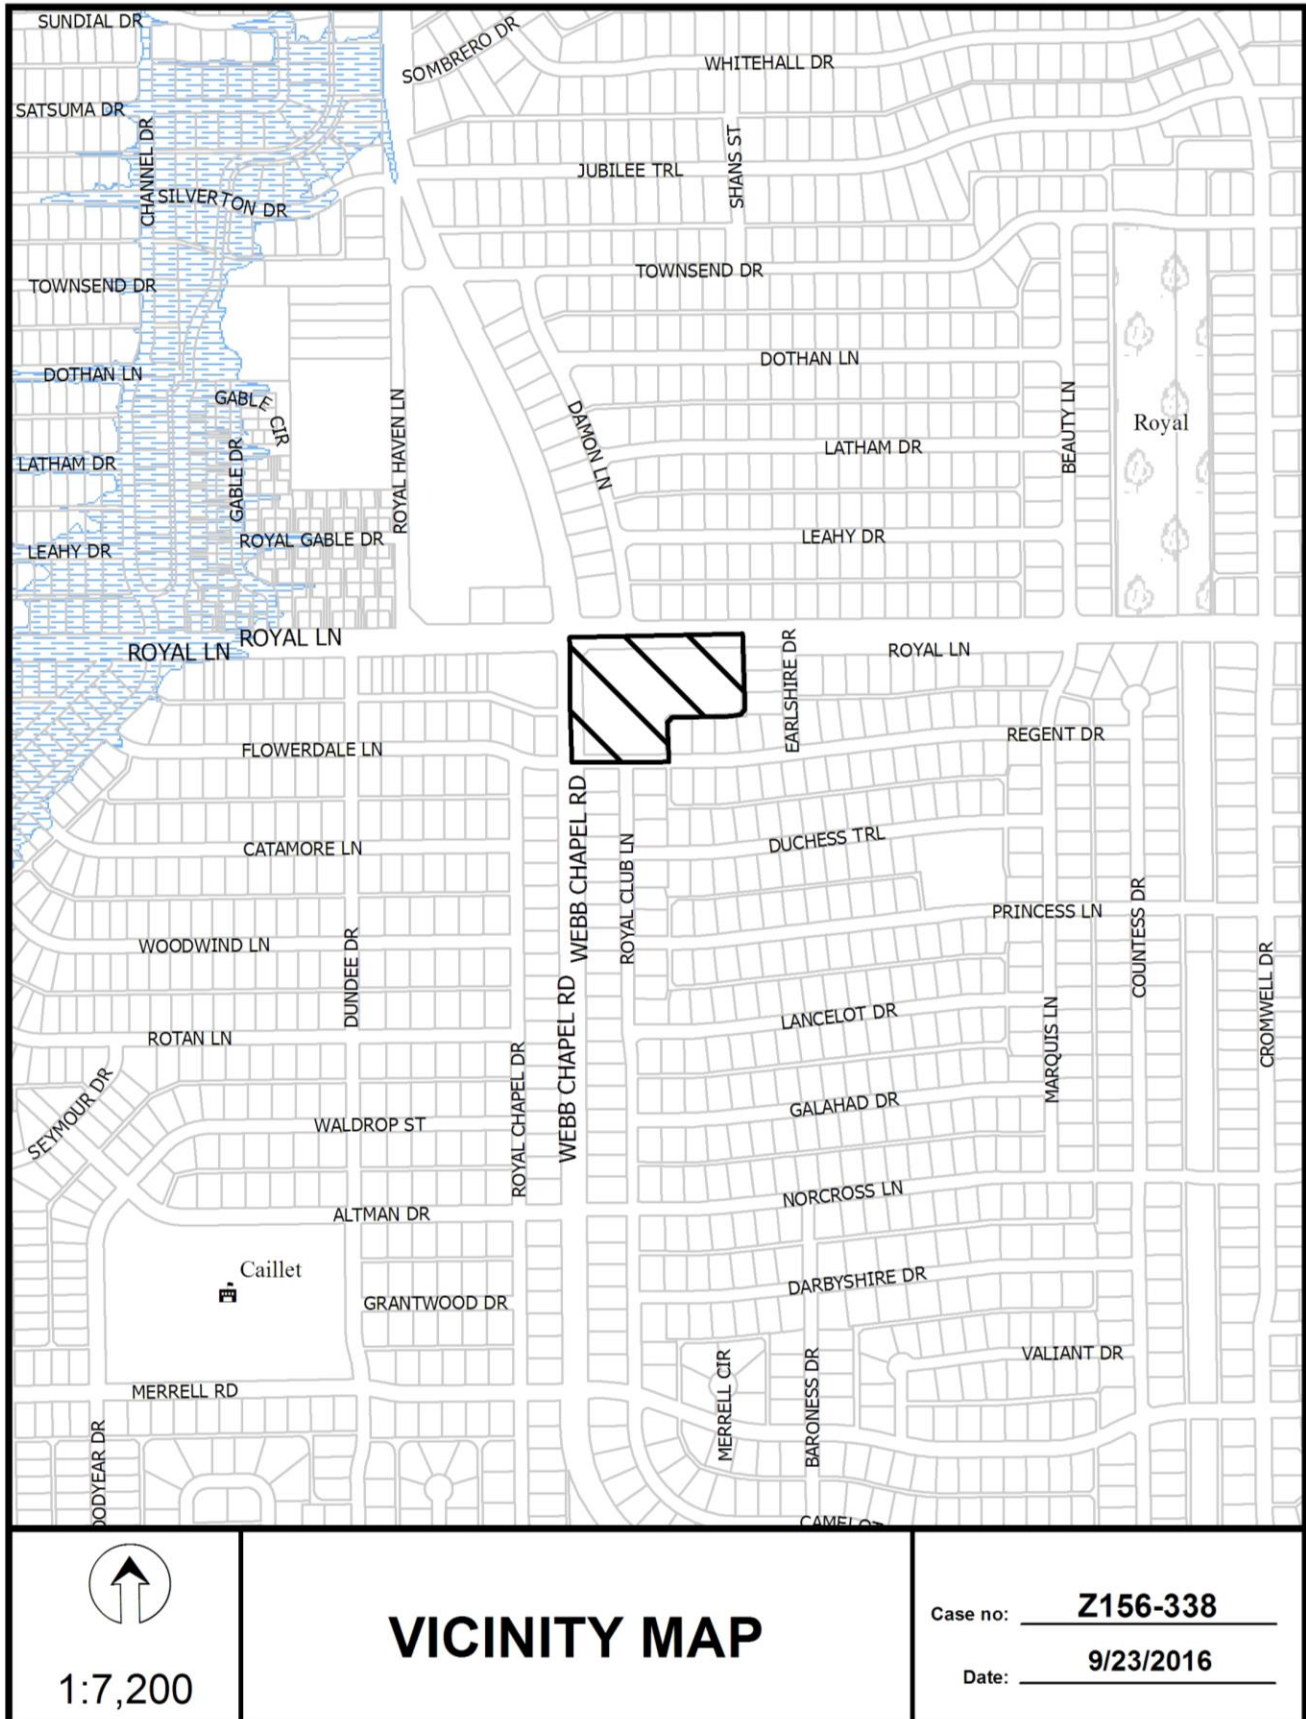 SUNDIAL DR
SOMBRERO DR
WHITEHALL DR
SATSUMA DR
CHANNEL DR
JUBILEE TRL
SHANS ST
SILVERTON DR
TOWNSEND DR
TOWNSEND DR
DOTHAN LN
DOTHAN LN
GABLE CIR
ROYAL HAVEN LN
DAMON LN
BEAUTY LN
Royal
LATHAM DR
LATHAM DR
GABLE DR
LEAHY DR
ROYAL GABLE DR
LEAHY DR
ROYAL LN
ROYAL LN
EARLSHIRE DR
ROYAL LN
FLOWERDALE LN
REGENT DR
WEBB CHAPEL RD
CATAMORE LN
ROYAL CLUB LN
DUCHESS TRL
PRINCESS LN
COUNTESS DR
WOODWIND LN
DUNDEE DR
WEBB CHAPEL RD
CROMWELL DR
ROTAN LN
LANCELOT DR
MARQUIS LN
SEYMOUR DR
ROYAL CHAPEL DR
WALDROP ST
GALAHAD DR
ALTMAN DR
NORCROSS LN
Caillet
DARBYSHIRE DR
GRANTWOOD DR
MERRELL CIR
BARONESS DR
VALIANT DR
MERRELL RD
OODYEAR DR
CAMELOT
1:7,200
VICINITY MAP
Case no: Z156-338
Date: 9/23/2016